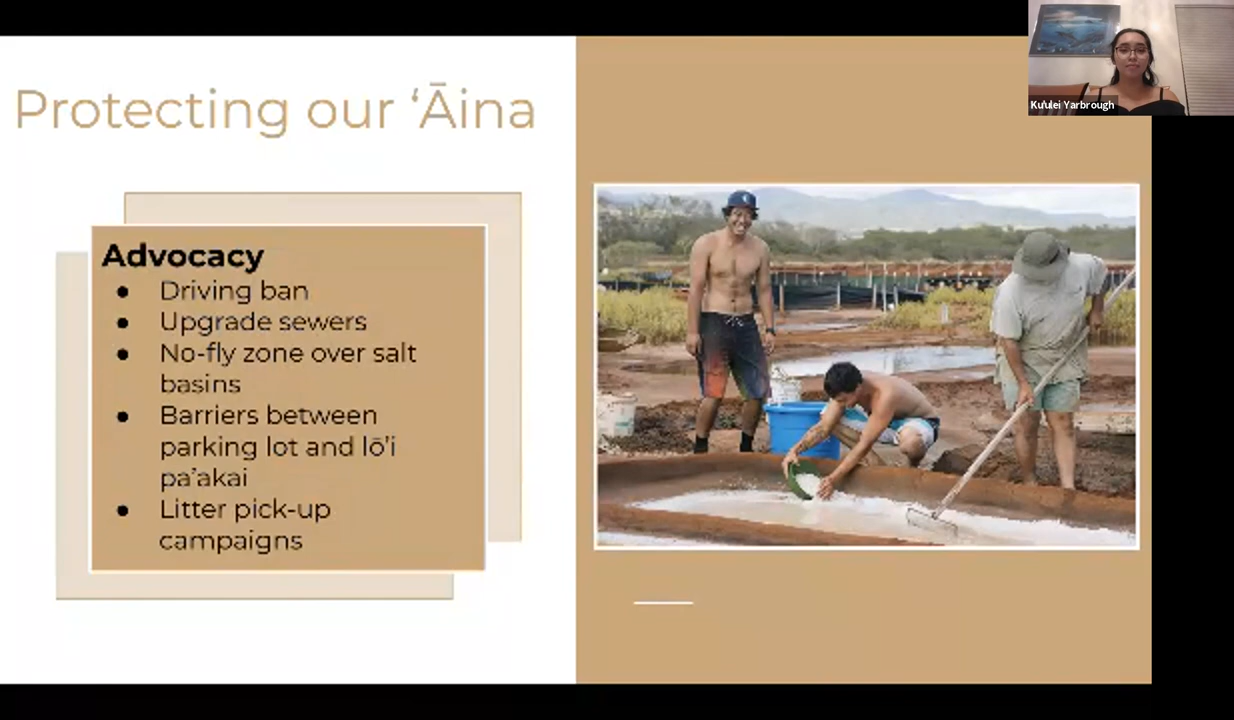 Protecting our ʻĀina
Advocacy
● Driving ban
● Upgrade sewers
● No-fly zone over salt
basins
● Barriers between
parking lot and lō’i
pa’akai
● Litter pick-up
campaigns
Ku'ulei Yarbrough